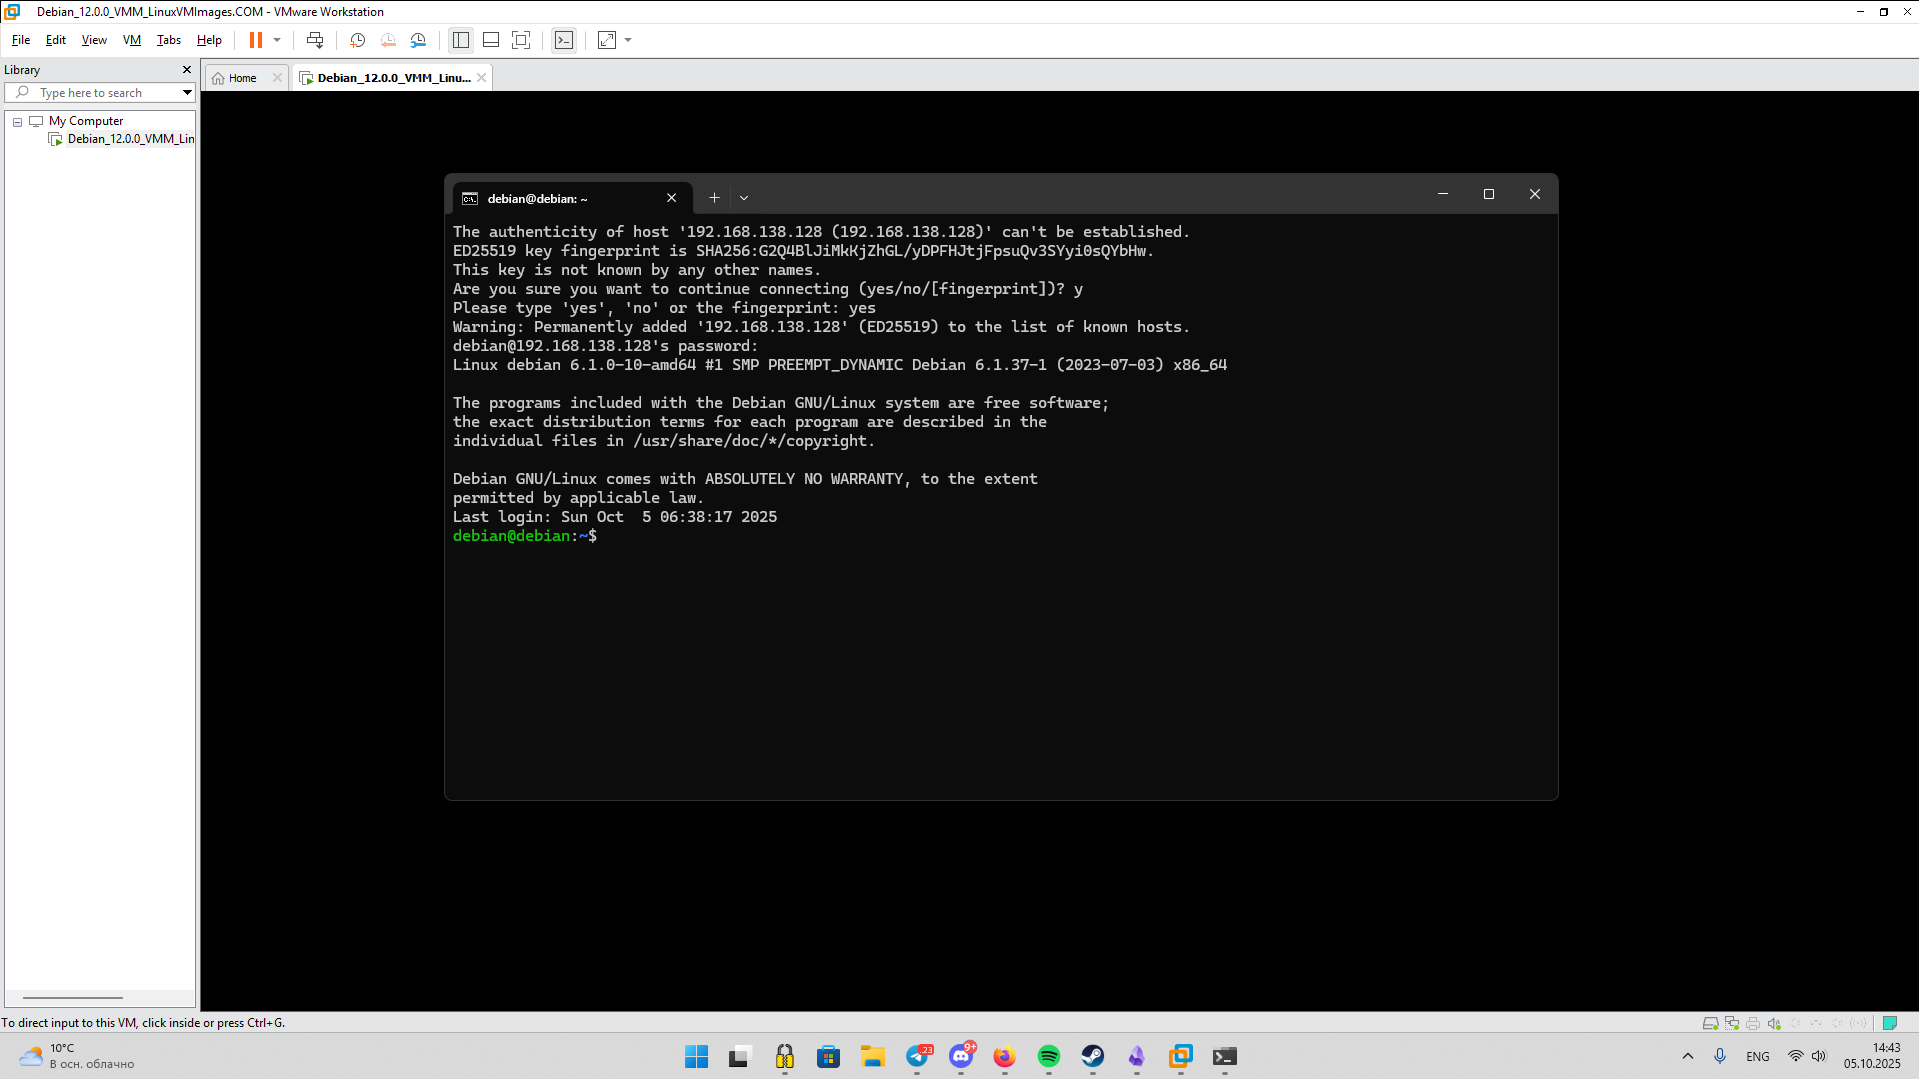 Debian_12.0.0_VMM_LinuxVMImages.COM - VMware Workstation
File Edit View VM Tabs Help
Library
Home
Debian_12.0.0_VMM_Linu...
Type here to search
My Computer
Debian_12.0.0_VMM_Lin
debian@debian: ~
The authenticity of host '192.168.138.128 (192.168.138.128)' can't be established.
ED25519 key fingerprint is SHA256:G2Q4BlJiMkKjZhGL/yDPFHJtjFpsuQv3SYyi0sQYbHw.
This key is not known by any other names.
Are you sure you want to continue connecting (yes/no/[fingerprint])? y
Please type 'yes', 'no' or the fingerprint: yes
Warning: Permanently added '192.168.138.128' (ED25519) to the list of known hosts.
debian@192.168.138.128's password:
Linux debian 6.1.0-10-amd64 #1 SMP PREEMPT_DYNAMIC Debian 6.1.37-1 (2023-07-03) x86_64
The programs included with the Debian GNU/Linux system are free software;
the exact distribution terms for each program are described in the
individual files in /usr/share/doc/*/copyright.
Debian GNU/Linux comes with ABSOLUTELY NO WARRANTY, to the extent
permitted by applicable law.
Last login: Sun Oct  5 06:38:17 2025
debian@debian:~$
To direct input to this VM, click inside or press Ctrl+G.
10°C
В осн. облачно
23
9+
ENG
14:43
05.10.2025